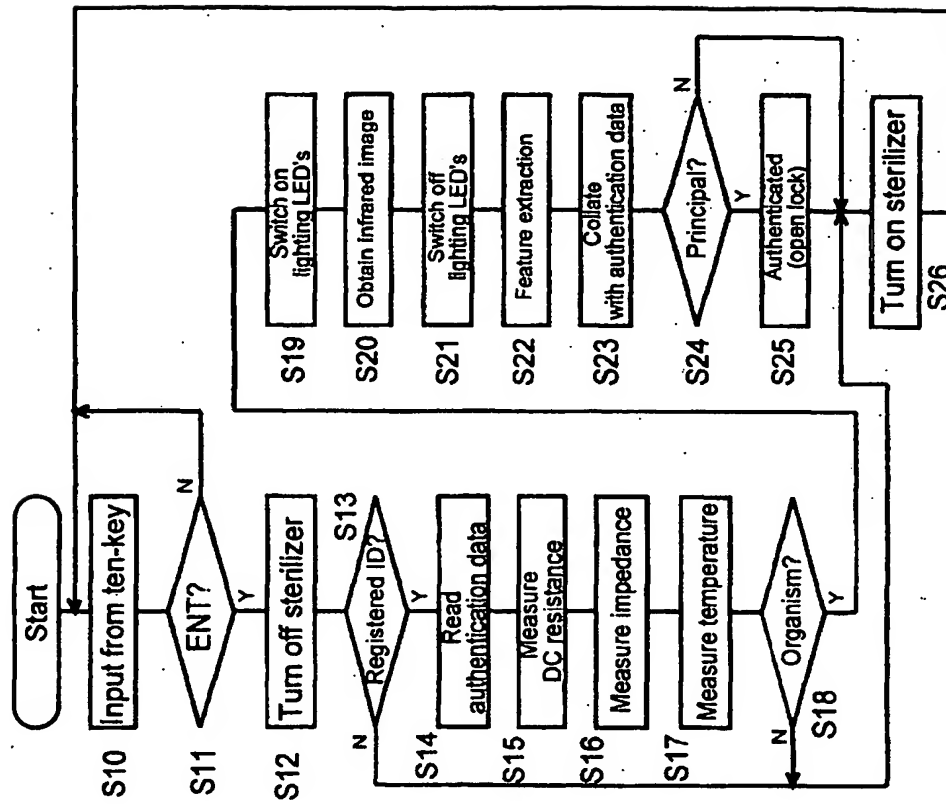 Start
S10
Input from ten-key
S11
ENT?
N
Y
S12
Turn off sterilizer
S13
Registered ID?
N
Y
S14
Read
authentication data
S15
Measure
DC resistance
S16
Measure impedance
S17
Measure temperature
S18
Organism?
N
Y
S19
Switch on
lighting LED's
S20
Obtain infrared image
S21
Switch off
lighting LED's
S22
Feature extraction
S23
Collate
with authentication data
S24
Principal?
N
Y
S25
Authenticated
(open lock)
S26
Turn on sterilizer